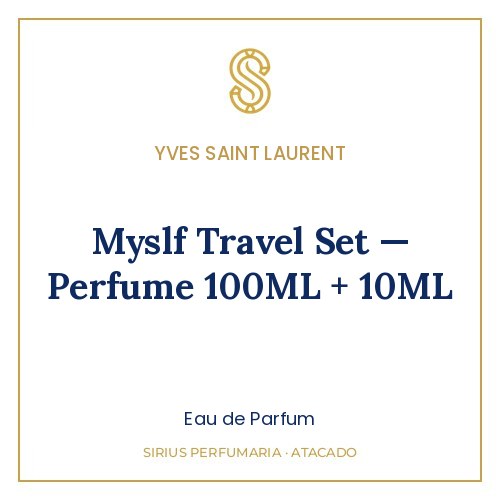 YVES SAINT LAURENT
Myslf Travel Set —
Perfume 100ML + 10ML
Eau de Parfum
SIRIUS PERFUMARIA · ATACADO